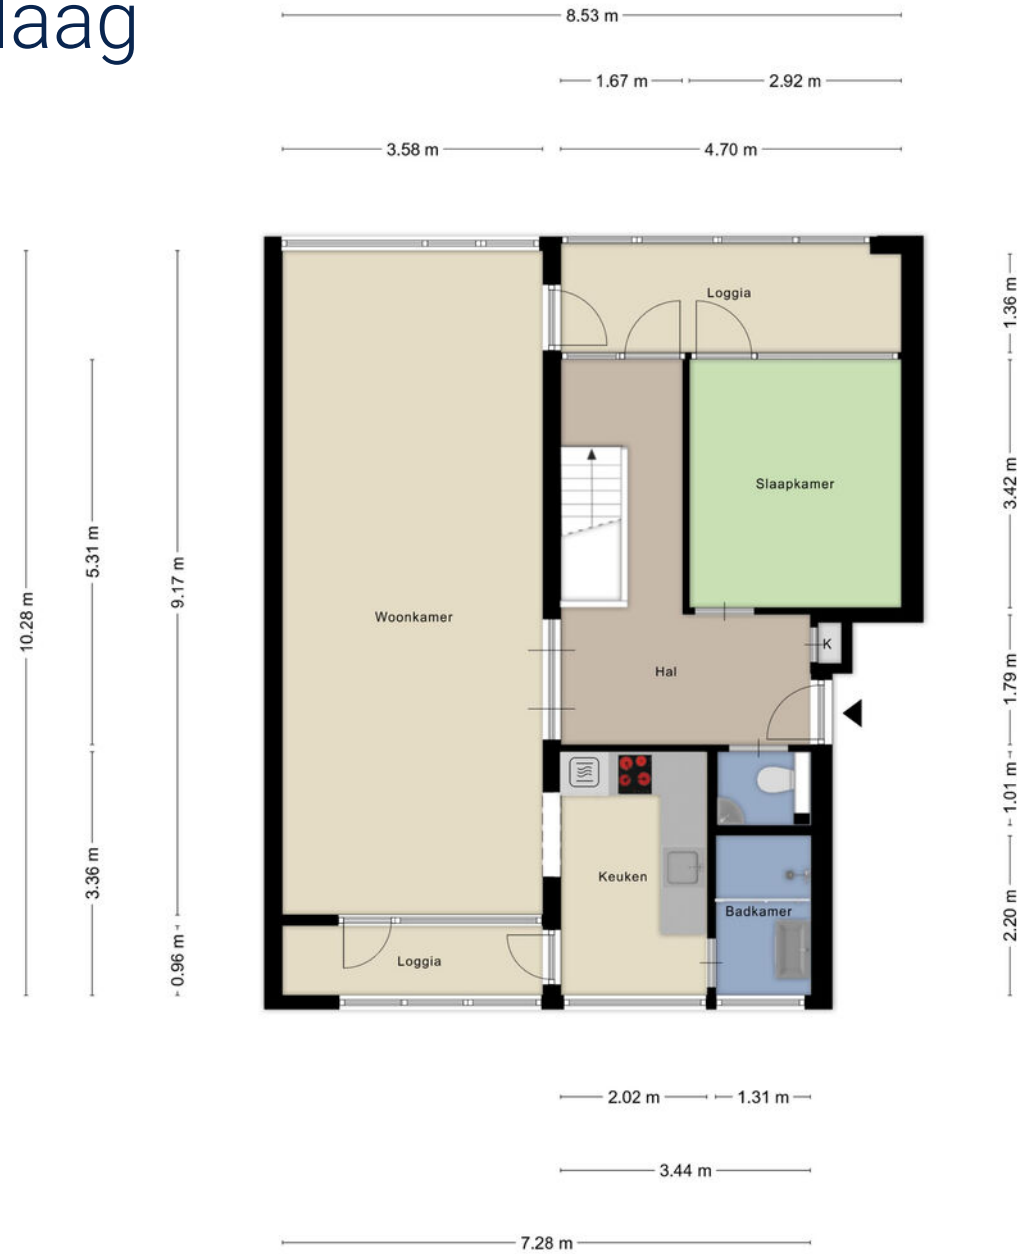 laag
8.53 m
1.67 m
2.92 m
3.58 m
4.70 m
Loggia
1.36 m
Slaapkamer
3.42 m
5.31 m
9.17 m
10.28 m
Woonkamer
K
Hal
1.79 m
1.01 m
3.36 m
Keuken
Badkamer
2.20 m
Loggia
0.96 m
2.02 m
1.31 m
3.44 m
7.28 m